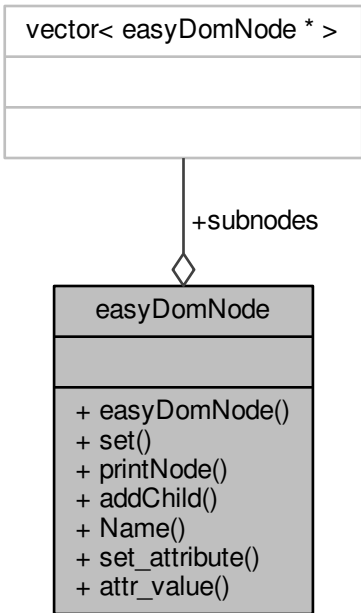 vector< easyDomNode * >
+subnodes
easyDomNode
+ easyDomNode()
+ set()
+ printNode()
+ addChild()
+ Name()
+ set_attribute()
+ attr_value()